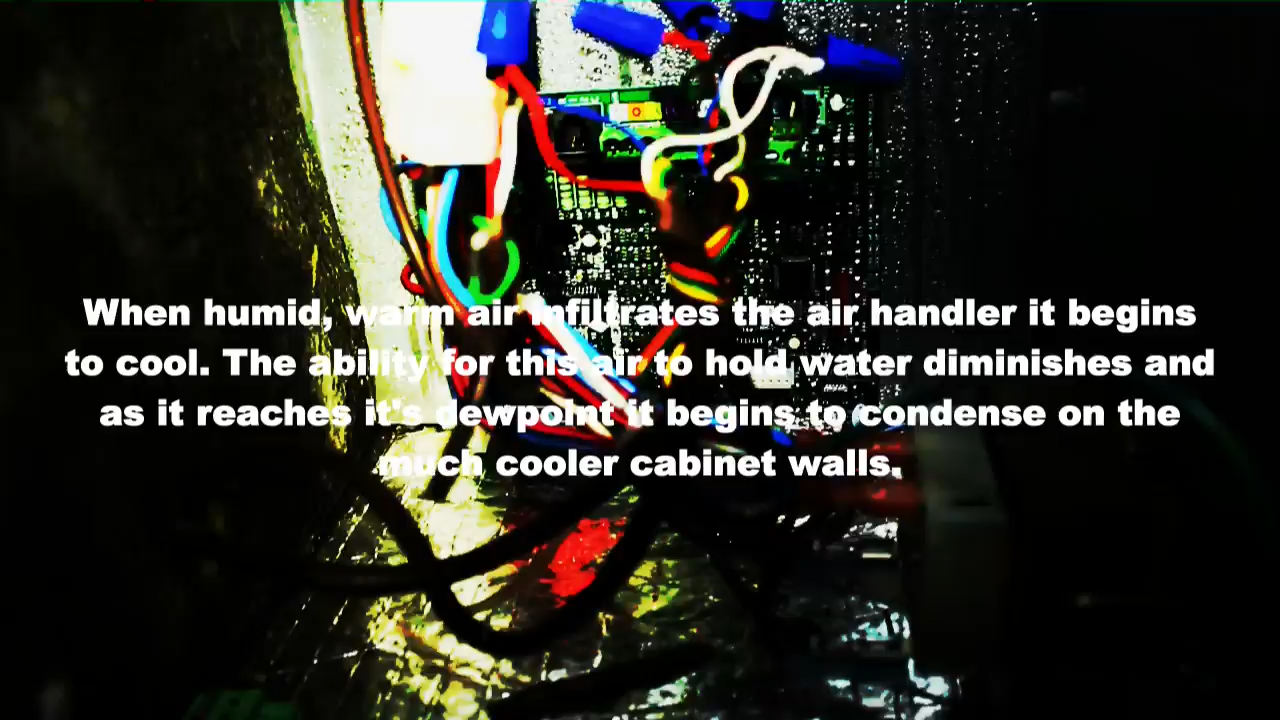 When humid, warm air infiltrates the air handler it begins
to cool. The ability for this air to hold water diminishes and
as it reaches it's dewpoint it begins to condense on the
much cooler cabinet walls.